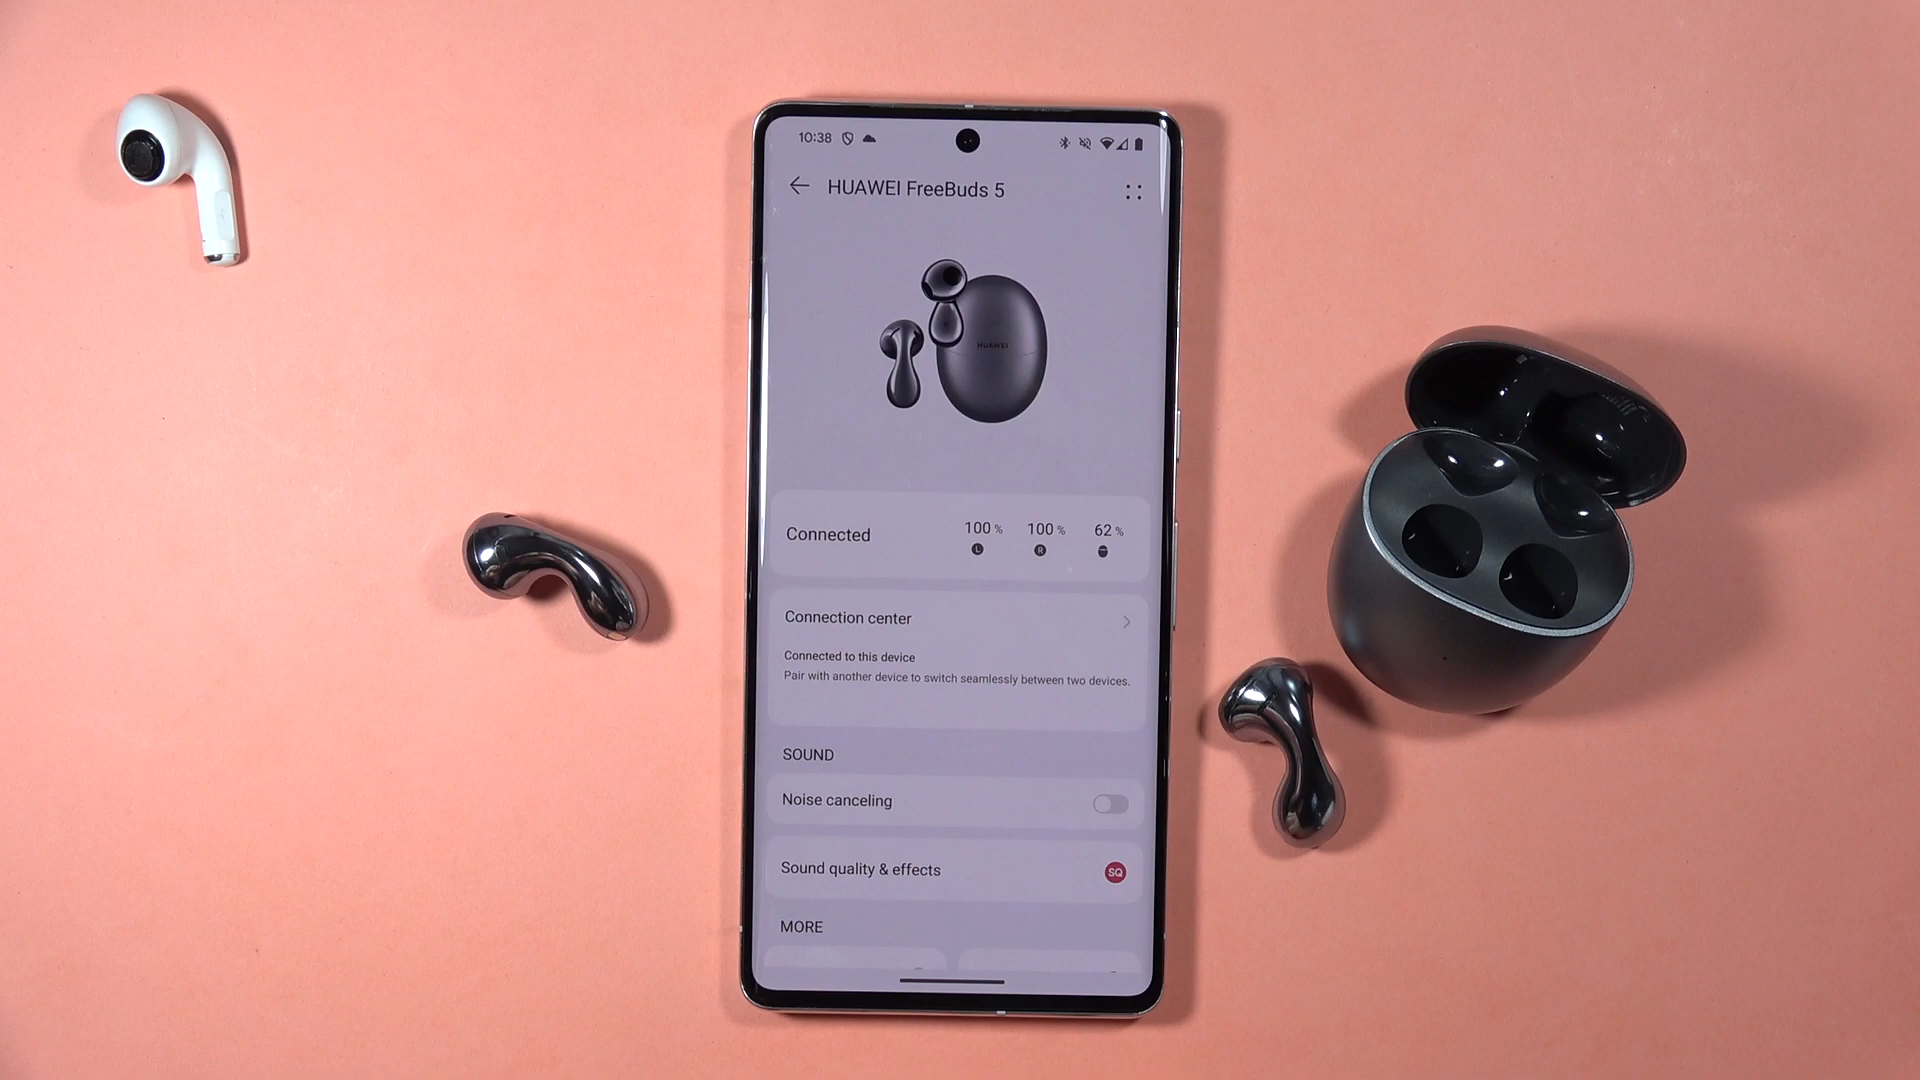 10:38
HUAWEI FreeBuds 5
HUAWEI
Connected
100 %
100 %
62 %
L
R
Connection center
Connected to this device
Pair with another device to switch seamlessly between two devices.
SOUND
Noise canceling
Sound quality & effects
SQ
MORE